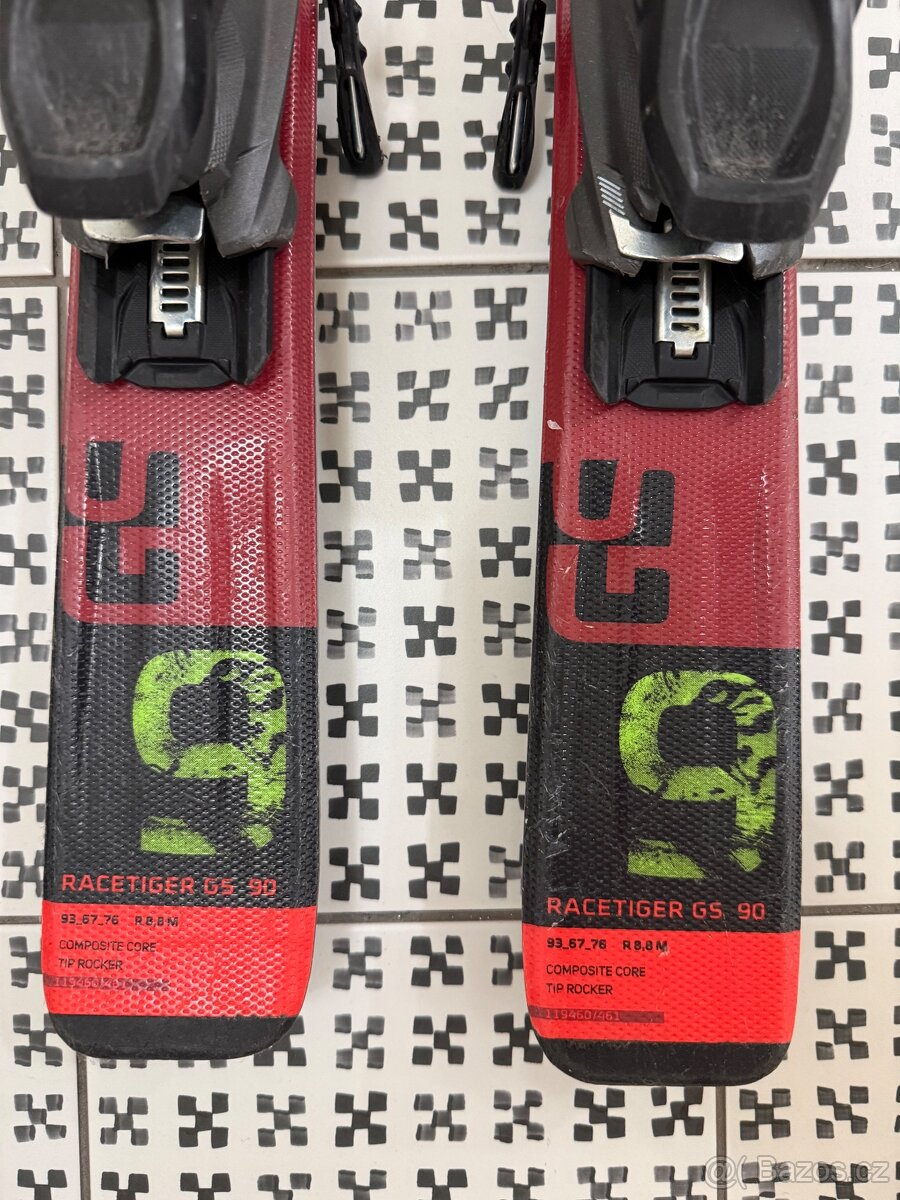 RACETIGER GS 90
93_67_76 R 8,8 M
COMPOSITE CORE
TIP ROCKER
RACETIGER GS 90
93_67_76 R 8,8 M
COMPOSITE CORE
TIP ROCKER
119460/461
Bazos.cz